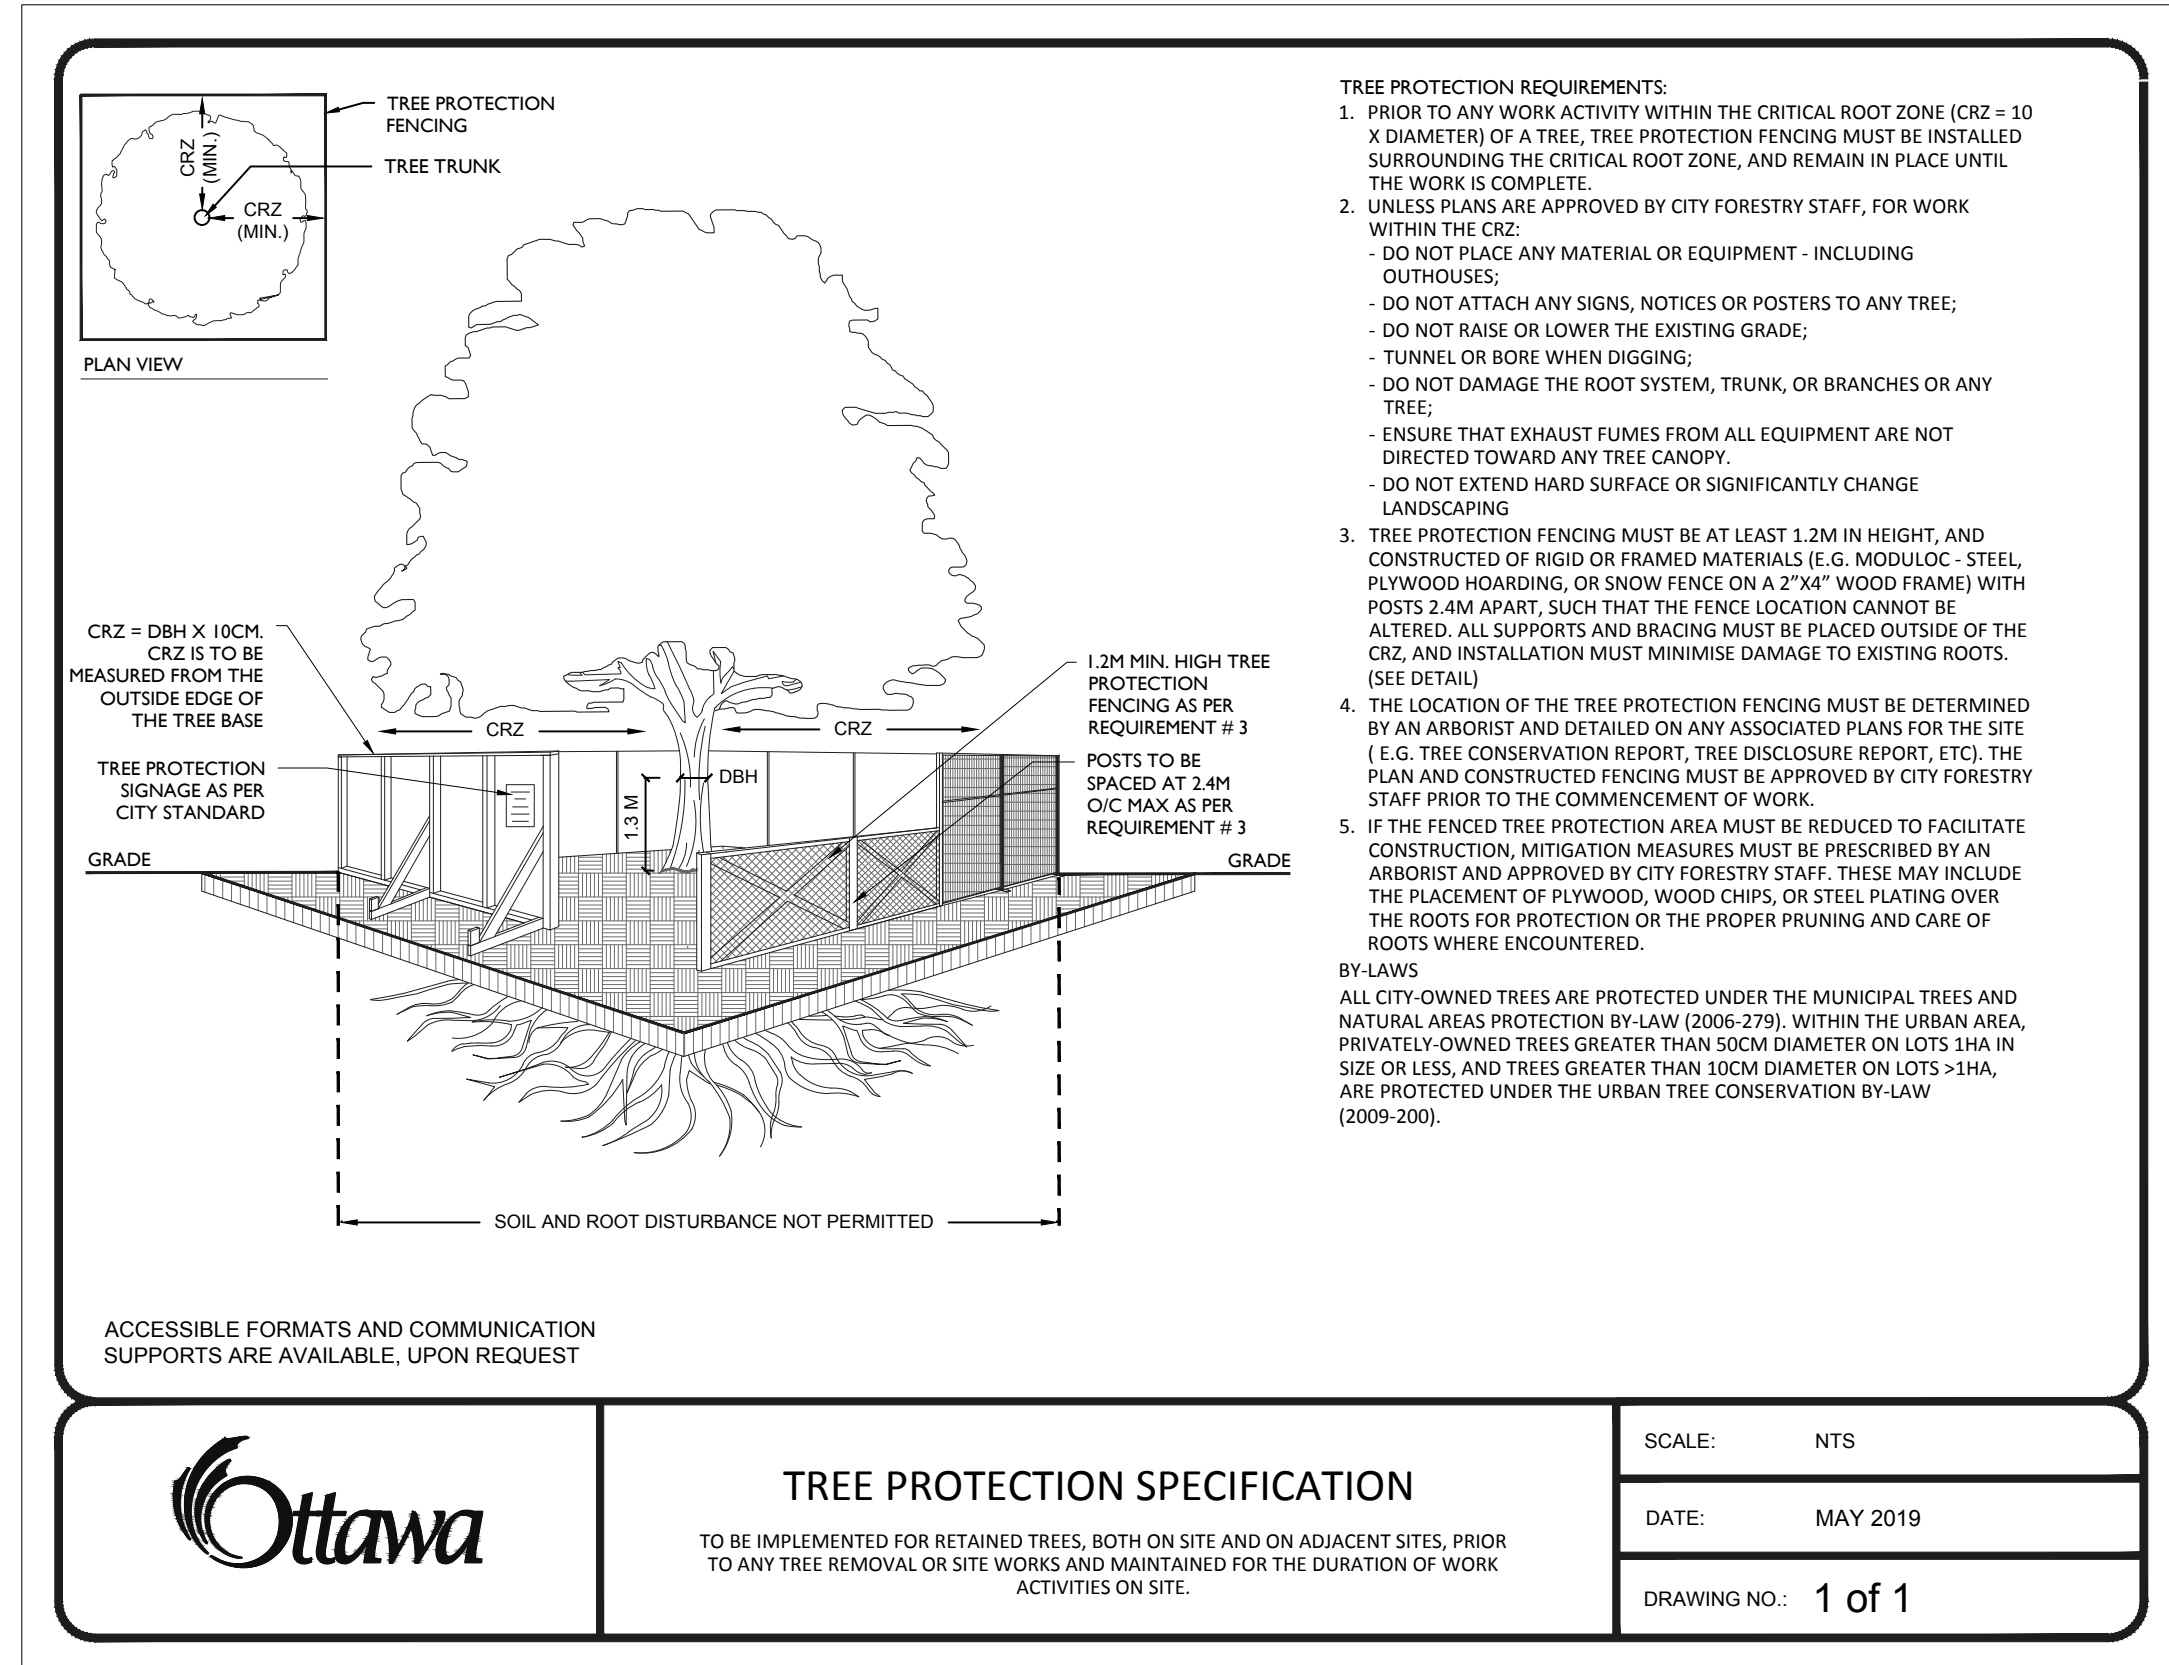 TREE PROTECTION
FENCING
TREE TRUNK
CRZ
(MIN.)
CRZ
(MIN.)
PLAN VIEW
CRZ = DBH X 10CM.
CRZ IS TO BE
MEASURED FROM THE
OUTSIDE EDGE OF
THE TREE BASE
TREE PROTECTION
SIGNAGE AS PER
CITY STANDARD
GRADE
CRZ
CRZ
DBH
1.3 M
1.2M MIN. HIGH TREE
PROTECTION
FENCING AS PER
REQUIREMENT # 3
POSTS TO BE
SPACED AT 2.4M
O/C MAX AS PER
REQUIREMENT # 3
GRADE
SOIL AND ROOT DISTURBANCE NOT PERMITTED
ACCESSIBLE FORMATS AND COMMUNICATION
SUPPORTS ARE AVAILABLE, UPON REQUEST
TREE PROTECTION REQUIREMENTS:
1. PRIOR TO ANY WORK ACTIVITY WITHIN THE CRITICAL ROOT ZONE (CRZ = 10
X DIAMETER) OF A TREE, TREE PROTECTION FENCING MUST BE INSTALLED
SURROUNDING THE CRITICAL ROOT ZONE, AND REMAIN IN PLACE UNTIL
THE WORK IS COMPLETE.
2. UNLESS PLANS ARE APPROVED BY CITY FORESTRY STAFF, FOR WORK
WITHIN THE CRZ:
- DO NOT PLACE ANY MATERIAL OR EQUIPMENT - INCLUDING
OUTHOUSES;
- DO NOT ATTACH ANY SIGNS, NOTICES OR POSTERS TO ANY TREE;
- DO NOT RAISE OR LOWER THE EXISTING GRADE;
- TUNNEL OR BORE WHEN DIGGING;
- DO NOT DAMAGE THE ROOT SYSTEM, TRUNK, OR BRANCHES OR ANY
TREE;
- ENSURE THAT EXHAUST FUMES FROM ALL EQUIPMENT ARE NOT
DIRECTED TOWARD ANY TREE CANOPY.
- DO NOT EXTEND HARD SURFACE OR SIGNIFICANTLY CHANGE
LANDSCAPING
3. TREE PROTECTION FENCING MUST BE AT LEAST 1.2M IN HEIGHT, AND
CONSTRUCTED OF RIGID OR FRAMED MATERIALS (E.G. MODULOC - STEEL,
PLYWOOD HOARDING, OR SNOW FENCE ON A 2”X4” WOOD FRAME) WITH
POSTS 2.4M APART, SUCH THAT THE FENCE LOCATION CANNOT BE
ALTERED. ALL SUPPORTS AND BRACING MUST BE PLACED OUTSIDE OF THE
CRZ, AND INSTALLATION MUST MINIMISE DAMAGE TO EXISTING ROOTS.
(SEE DETAIL)
4. THE LOCATION OF THE TREE PROTECTION FENCING MUST BE DETERMINED
BY AN ARBORIST AND DETAILED ON ANY ASSOCIATED PLANS FOR THE SITE
( E.G. TREE CONSERVATION REPORT, TREE DISCLOSURE REPORT, ETC). THE
PLAN AND CONSTRUCTED FENCING MUST BE APPROVED BY CITY FORESTRY
STAFF PRIOR TO THE COMMENCEMENT OF WORK.
5. IF THE FENCED TREE PROTECTION AREA MUST BE REDUCED TO FACILITATE
CONSTRUCTION, MITIGATION MEASURES MUST BE PRESCRIBED BY AN
ARBORIST AND APPROVED BY CITY FORESTRY STAFF. THESE MAY INCLUDE
THE PLACEMENT OF PLYWOOD, WOOD CHIPS, OR STEEL PLATING OVER
THE ROOTS FOR PROTECTION OR THE PROPER PRUNING AND CARE OF
ROOTS WHERE ENCOUNTERED.
BY-LAWS
ALL CITY-OWNED TREES ARE PROTECTED UNDER THE MUNICIPAL TREES AND
NATURAL AREAS PROTECTION BY-LAW (2006-279). WITHIN THE URBAN AREA,
PRIVATELY-OWNED TREES GREATER THAN 50CM DIAMETER ON LOTS 1HA IN
SIZE OR LESS, AND TREES GREATER THAN 10CM DIAMETER ON LOTS >1HA,
ARE PROTECTED UNDER THE URBAN TREE CONSERVATION BY-LAW
(2009-200).
Ottawa
TREE PROTECTION SPECIFICATION
TO BE IMPLEMENTED FOR RETAINED TREES, BOTH ON SITE AND ON ADJACENT SITES, PRIOR
TO ANY TREE REMOVAL OR SITE WORKS AND MAINTAINED FOR THE DURATION OF WORK
ACTIVITIES ON SITE.
SCALE: NTS
DATE: MAY 2019
DRAWING NO.: 1 of 1